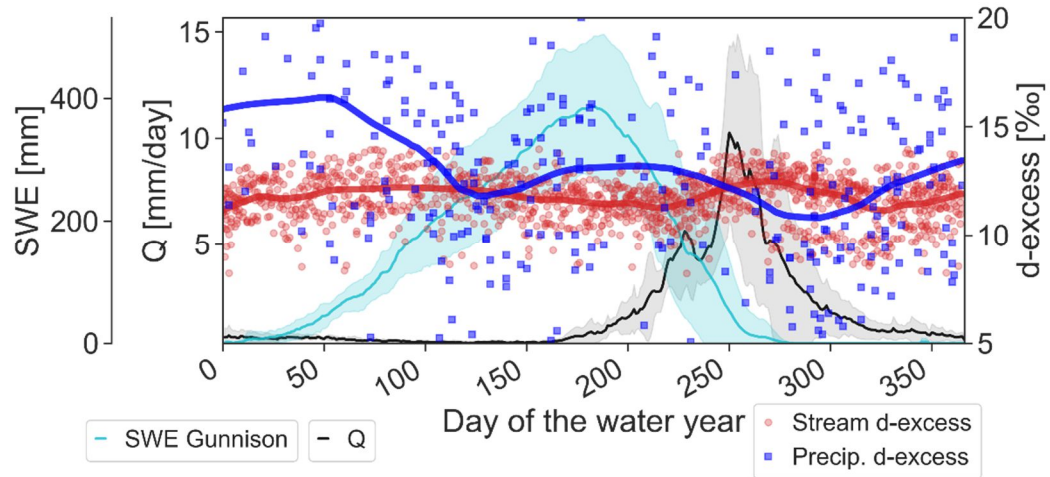 SWE [mm]
400
200
0
Q [mm/day]
15
10
5
0
50
100
150
200
250
300
350
Day of the water year
20
15
10
5
d-excess [‰]
SWE Gunnison
Q
Stream d-excess
Precip. d-excess